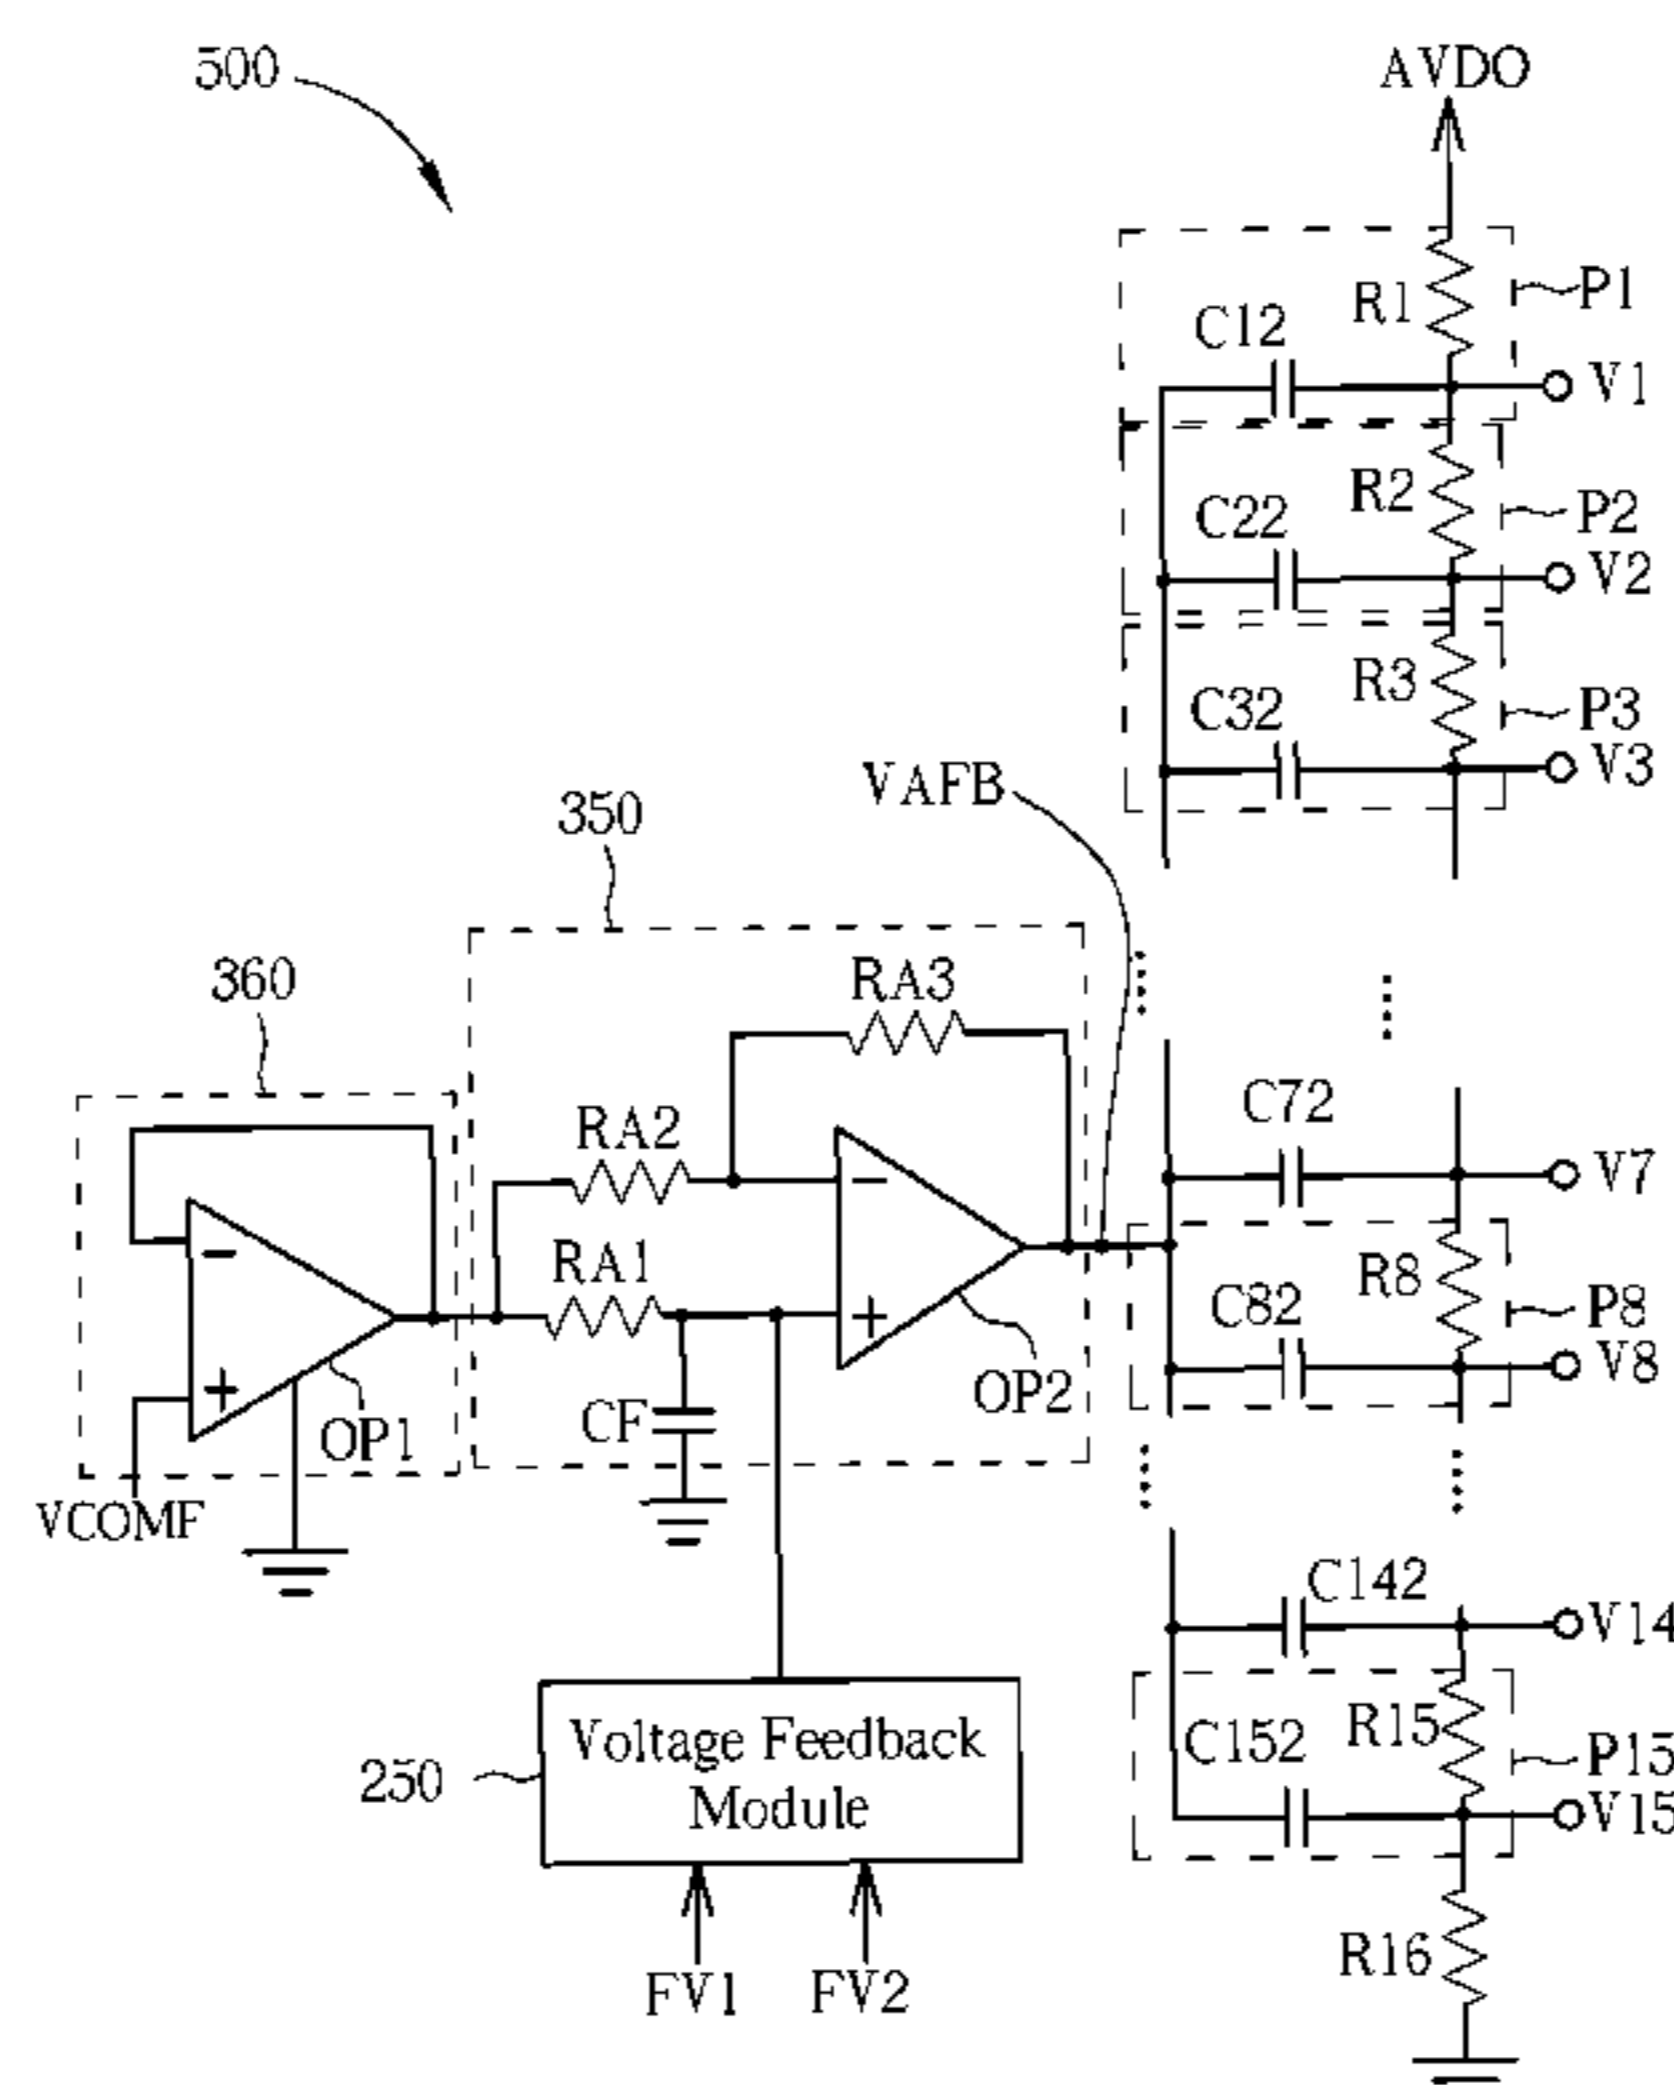 500
AVDO
R1
P1
C12
V1
R2
P2
C22
V2
R3
P3
C32
V3
VAFB
350
360
RA3
RA2
C72
V7
RA1
R8
P8
C82
V8
OP2
CF
OP1
VCOMF
C142
V14
R15
P15
C152
V15
Voltage Feedback
Module
250
R16
FV1
FV2